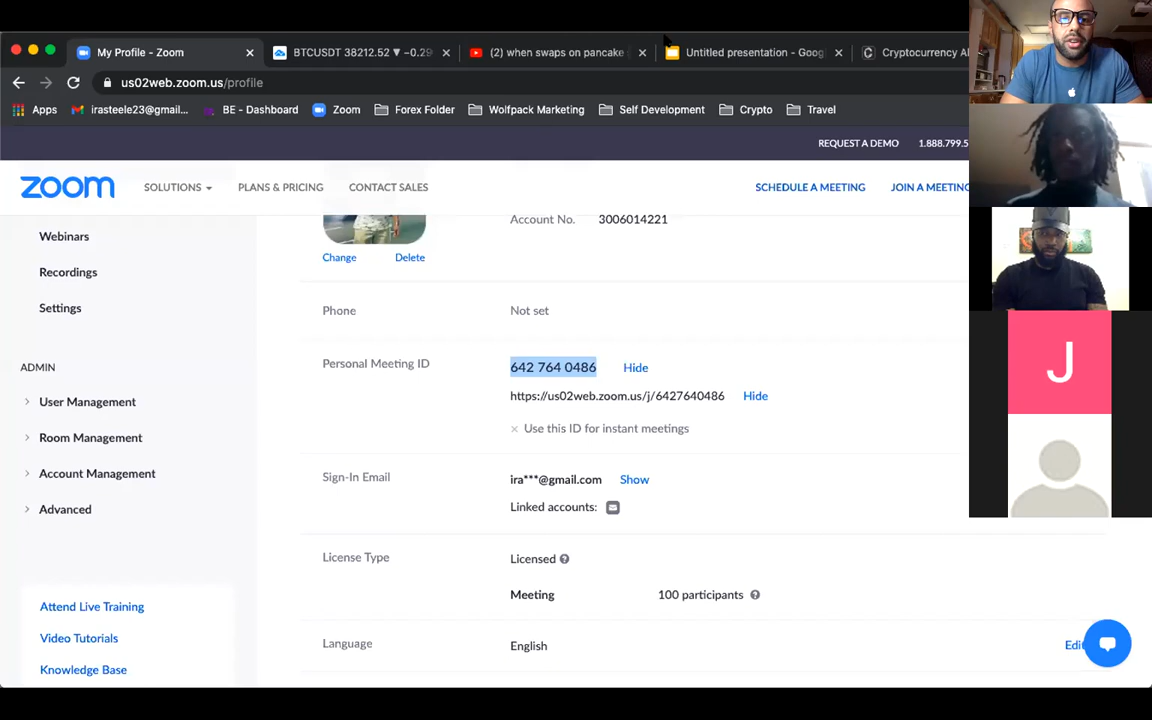 My Profile - Zoom
BTCUSDT 38212.52 ▼ −0.29
(2) when swaps on pancake
Untitled presentation - Goog
Cryptocurrency Al
us02web.zoom.us/profile
Apps
irasteele23@gmail...
BE - Dashboard
Zoom
Forex Folder
Wolfpack Marketing
Self Development
Crypto
Travel
REQUEST A DEMO
1.888.799.5
zoom
SOLUTIONS
PLANS & PRICING
CONTACT SALES
SCHEDULE A MEETING
JOIN A MEETING
Webinars
Recordings
Settings
ADMIN
User Management
Room Management
Account Management
Advanced
Attend Live Training
Video Tutorials
Knowledge Base
Change
Delete
Account No. 3006014221
Phone
Not set
Personal Meeting ID
642 764 0486 Hide
https://us02web.zoom.us/j/6427640486 Hide
× Use this ID for instant meetings
Sign-In Email
ira***@gmail.com Show
Linked accounts:
License Type
Licensed
Meeting 100 participants
Language
English
Edit
J